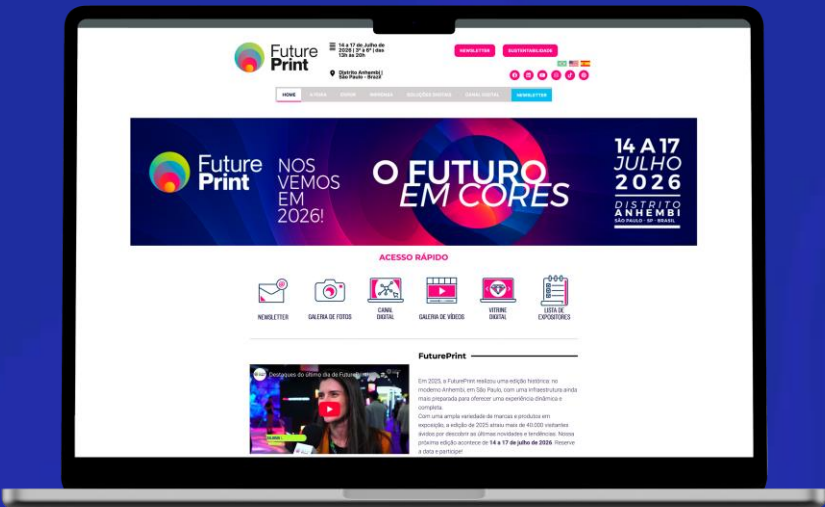 Future
Print
14 a 17 de Julho de
2026 | 3ª à 6ª | das
13h às 20h
Distrito Anhembi |
São Paulo - Brazil
NEWSLETTER
SUSTENTABILIDADE
HOME
A FEIRA
EXPOR
IMPRENSA
CANAL DIGITAL
NEWSLETTER
Future
Print
NOS
VEMOS
EM
2026!
O FUTURO
EM CORES
14 A 17
JULHO
2026
DISTRITO
ANHEMBI
SÃO PAULO - SP - BRASIL
ACESSO RÁPIDO
NEWSLETTER
GALERIA DE FOTOS
CANAL
DIGITAL
GALERIA DE VÍDEOS
VITRINE
DIGITAL
LISTA DE
EXPOSITORES
FuturePrint
Destaques do último dia de Future
Em 2025, a FuturePrint realizou uma edição histórica: no
moderno Anhembi, em São Paulo, com uma infraestrutura ainda
mais preparada para oferecer uma experiência dinâmica e
completa.
Com uma ampla variedade de marcas e produtos em
exposição, a edição de 2025 atraiu mais de 40.000 visitantes
ávidos por descobrir as últimas novidades e tendências. Nossa
próxima edição acontece de 14 a 17 de julho de 2026. Reserve
a data e participe!